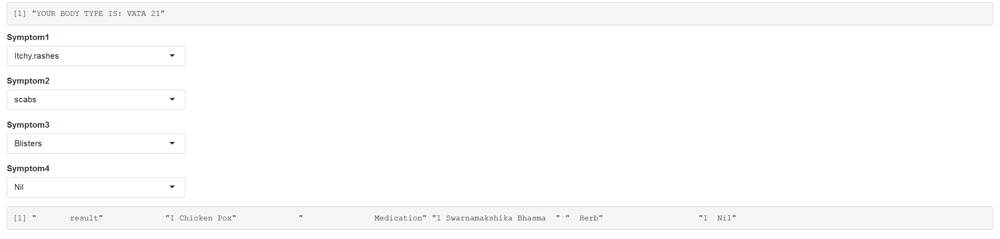 [1] "YOUR BODY TYPE IS: VATA 21"
Symptom1
Itchy.rashes
Symptom2
scabs
Symptom3
Blisters
Symptom4
Nil
[1] "       result"             "1 Chicken Pox"             "               Medication" "1 Swarnamakshika Bhasma  " "  Herb"                    "1  Nil"